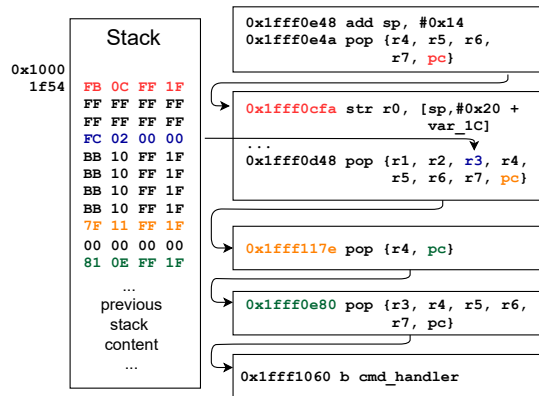 Stack
0x1000
1f54
FB 0C FF 1F
FF FF FF FF
FF FF FF FF
FC 02 00 00
BB 10 FF 1F
BB 10 FF 1F
BB 10 FF 1F
BB 10 FF 1F
7F 11 FF 1F
00 00 00 00
81 0E FF 1F
...
previous
stack
content
...
0x1fff0e48 add sp, #0x14
0x1fff0e4a pop {r4, r5, r6,
r7, pc}
0x1fff0cfa str r0, [sp,#0x20 +
var_1C]
...
0x1fff0d48 pop {r1, r2, r3, r4,
r5, r6, r7, pc}
0x1fff117e pop {r4, pc}
0x1fff0e80 pop {r3, r4, r5, r6,
r7, pc}
0x1fff1060 b cmd_handler